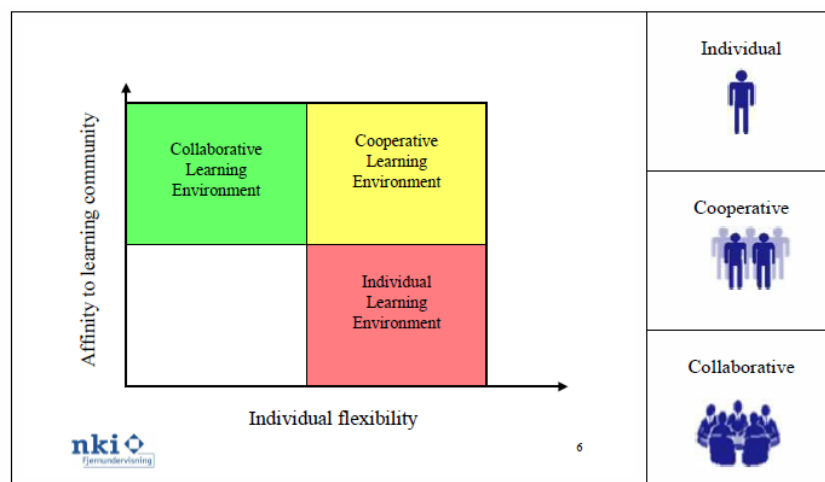 Affinity to learning community
Collaborative
Learning
Environment
Cooperative
Learning
Environment
Individual
Learning
Environment
Individual flexibility
nki
Fjernundervisning
6
Individual
Cooperative
Collaborative